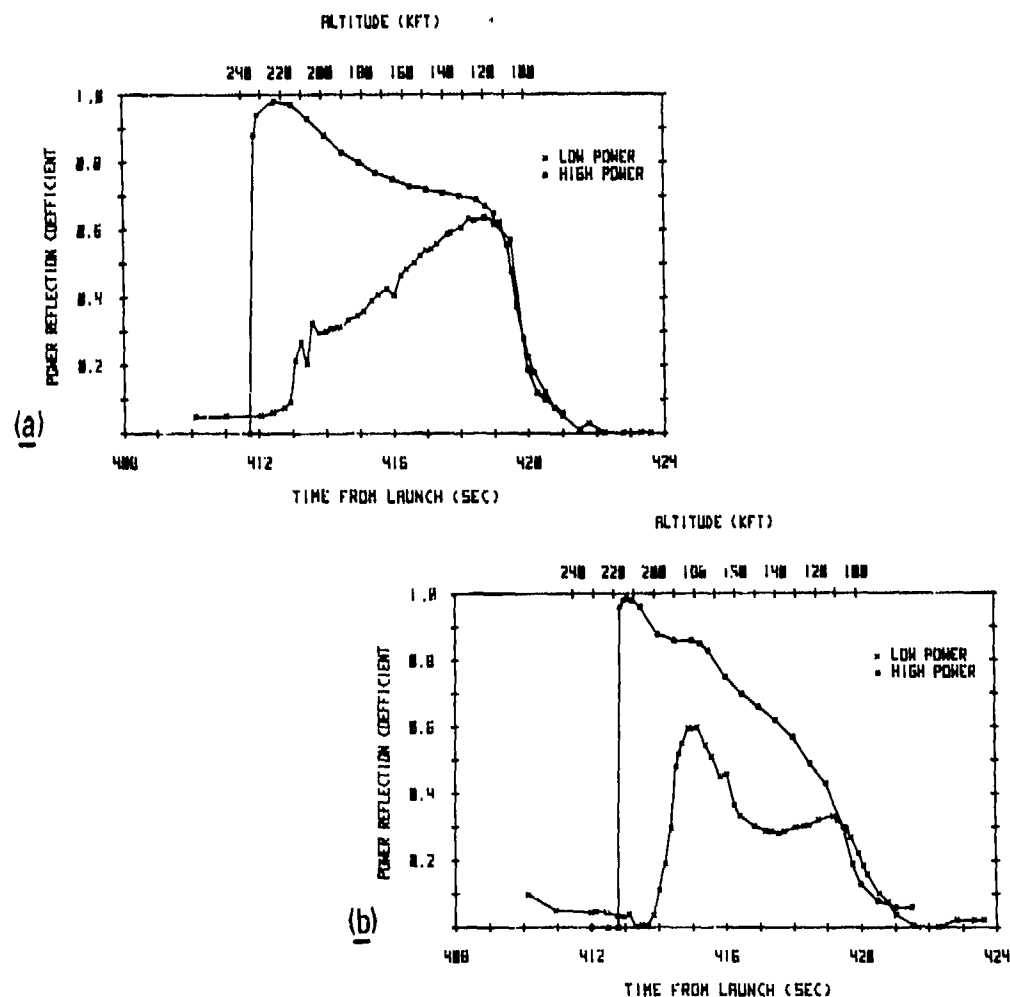 ALTITUDE (KFT)
240 220 200 180 160 140 120 100
1.0
0.8
0.6
0.4
0.2
POWER REFLECTION COEFFICIENT
LOW POWER
HIGH POWER
(a)
408 412 416 420 424
TIME FROM LAUNCH (SEC)
ALTITUDE (KFT)
240 220 200 180 160 140 120 100
1.0
0.8
0.6
0.4
0.2
POWER REFLECTION COEFFICIENT
LOW POWER
HIGH POWER
(b)
408 412 416 420 424
TIME FROM LAUNCH (SEC)